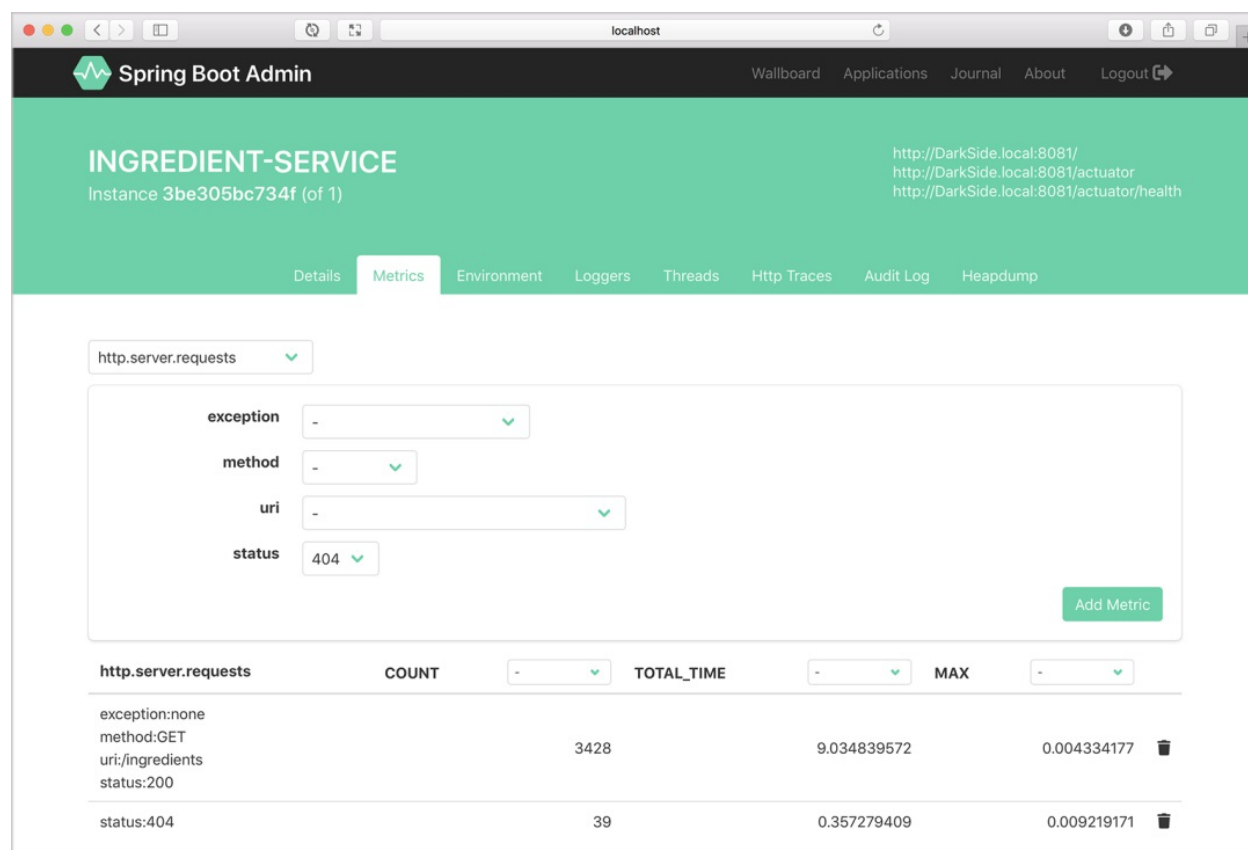 localhost
Spring Boot Admin
Wallboard Applications Journal About Logout
INGREDIENT-SERVICE
Instance 3be305bc734f (of 1)
http://DarkSide.local:8081/
http://DarkSide.local:8081/actuator
http://DarkSide.local:8081/actuator/health
Details Metrics Environment Loggers Threads Http Traces Audit Log Heapdump
http.server.requests
exception -
method -
uri -
status 404
Add Metric
http.server.requests COUNT - TOTAL_TIME - MAX -
exception:none
method:GET
uri:/ingredients
status:200
3428 9.034839572 0.004334177
status:404 39 0.357279409 0.009219171